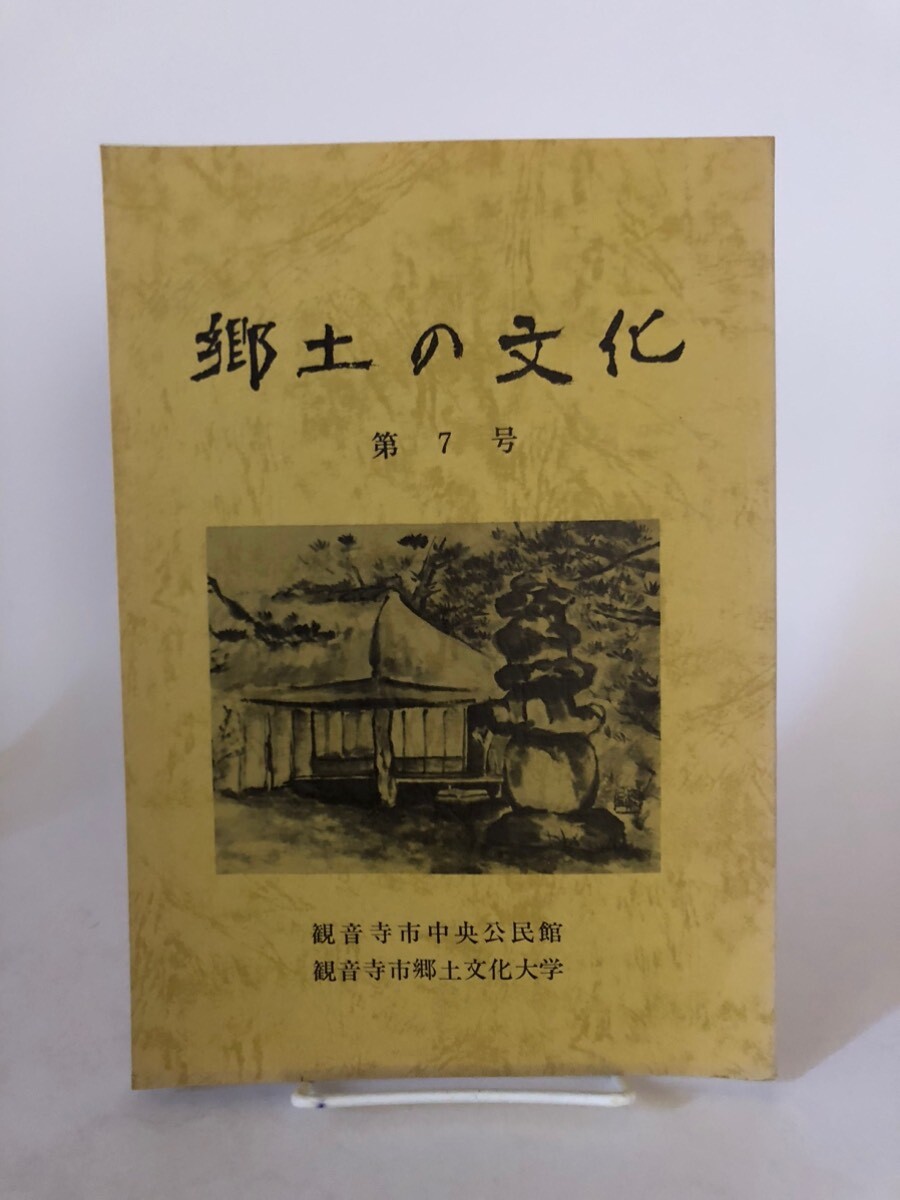 郷土の文化
第7号
観音寺市中央公民館
観音寺市郷土文化大学